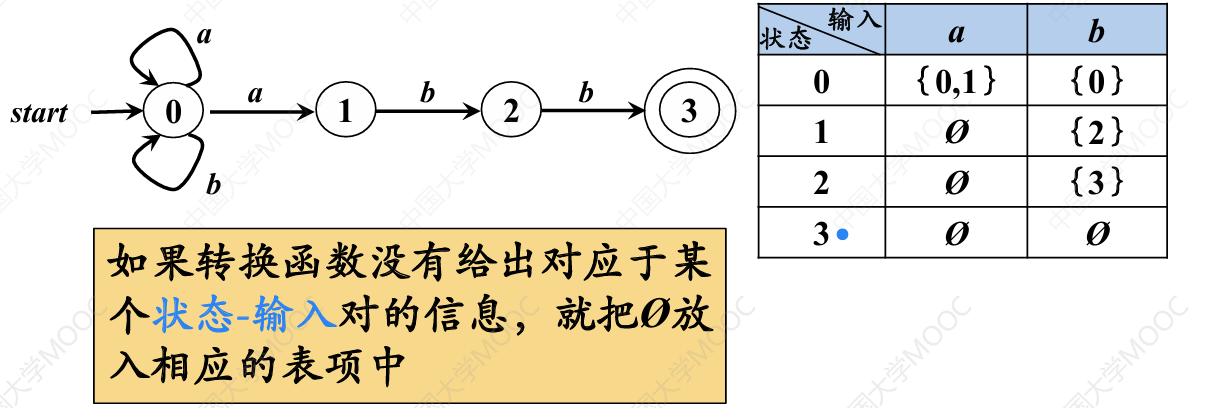 start
a
0
b
a
1
b
2
b
3
输入
状态
a
b
0
{0,1}
{0}
1
Ø
{2}
2
Ø
{3}
3
Ø
Ø
如果转换函数没有给出对应于某
个状态-输入对的信息，就把Ø放
入相应的表项中
中国大学MOOC